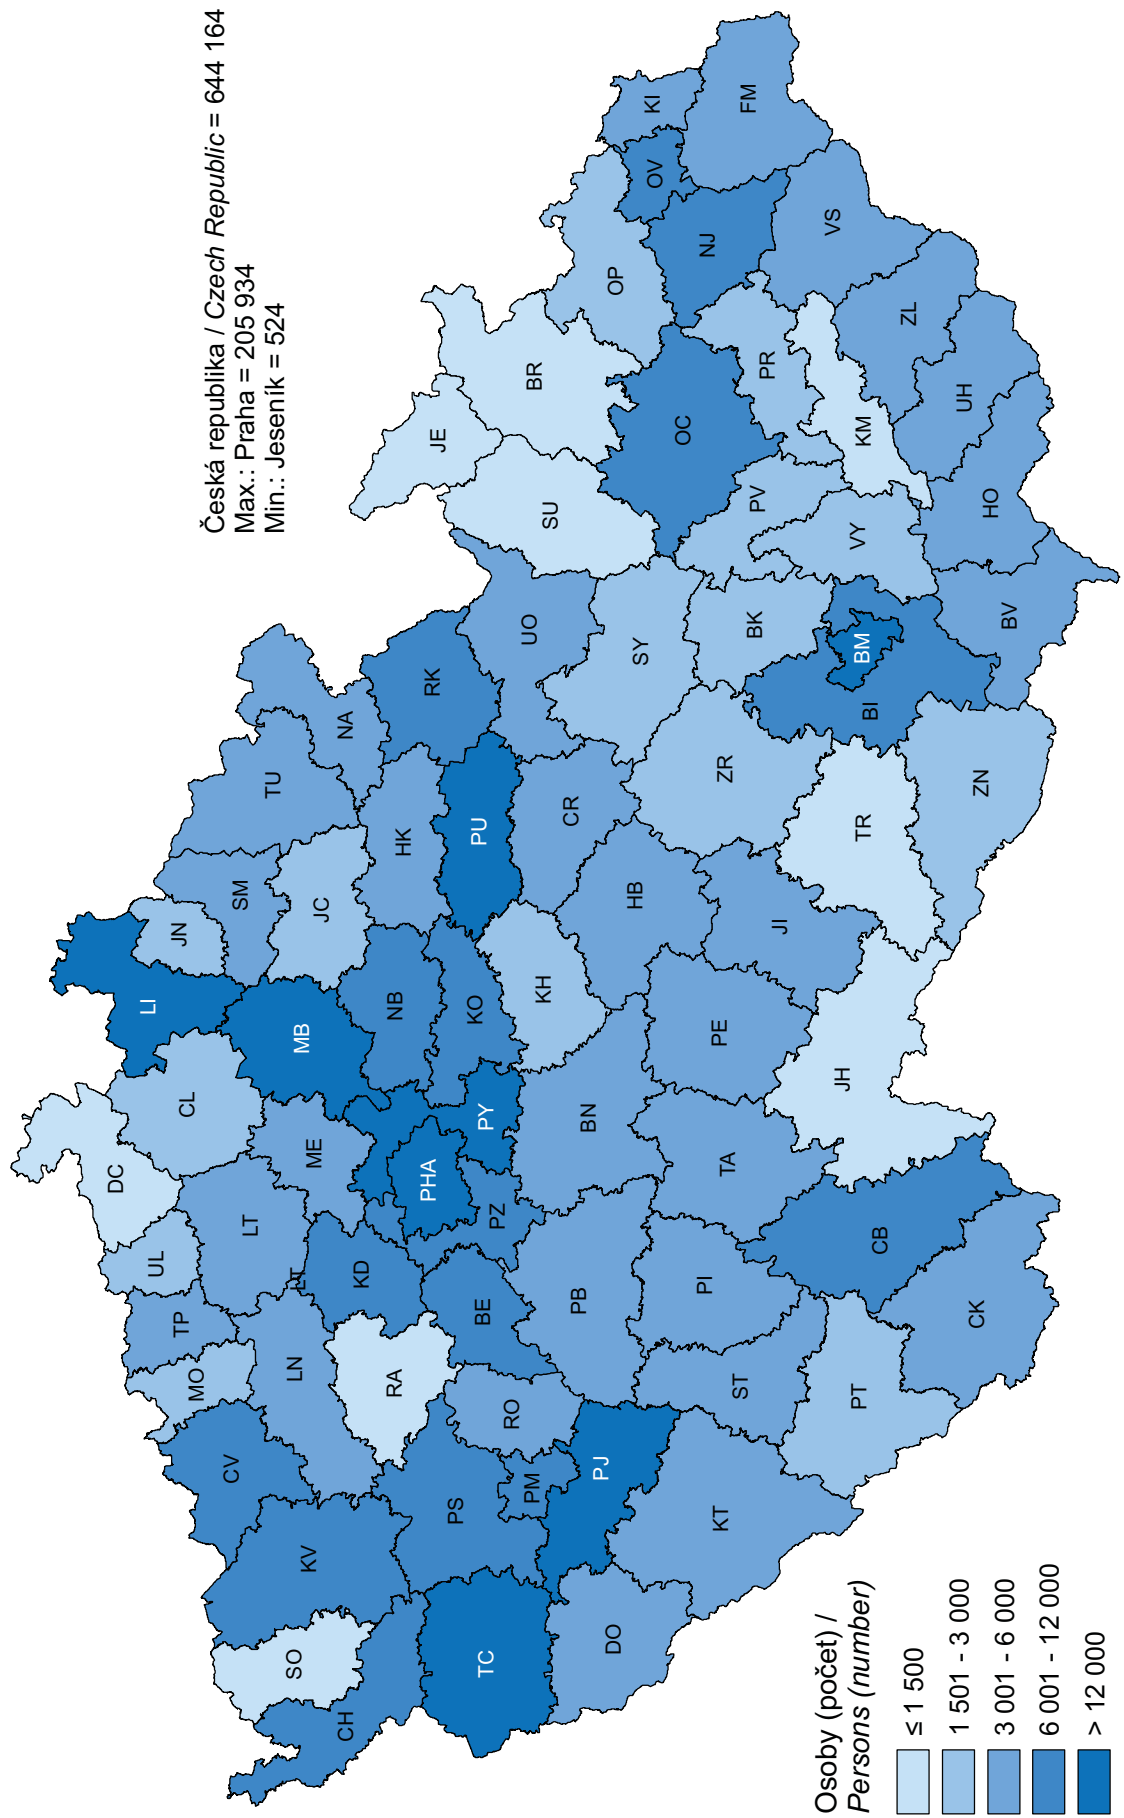 Česká republika / Czech Republic = 644 164
Max.: Praha = 205 934
Min.: Jeseník = 524
DC
LI
JN
SM
TU
NA
CL
MB
JC
HK
RK
UL
LT
ME
NB
PU
UO
TP
MO
LN
LT
KD
PHA
PY
KO
KH
CR
SY
SU
JE
BR
OP
OV
KI
FM
NJ
OC
PR
VS
CV
RA
BE
PZ
BN
HB
ZR
BK
PV
KM
ZL
KV
PS
RO
PB
PE
JI
BM
BI
VY
UH
SO
CH
PM
PJ
PI
TA
TR
HO
TC
DO
KT
ST
PT
CB
JH
ZN
BV
CK
Osoby (počet) /
Persons (number)
≤ 1 500
1 501 - 3 000
3 001 - 6 000
6 001 - 12 000
> 12 000